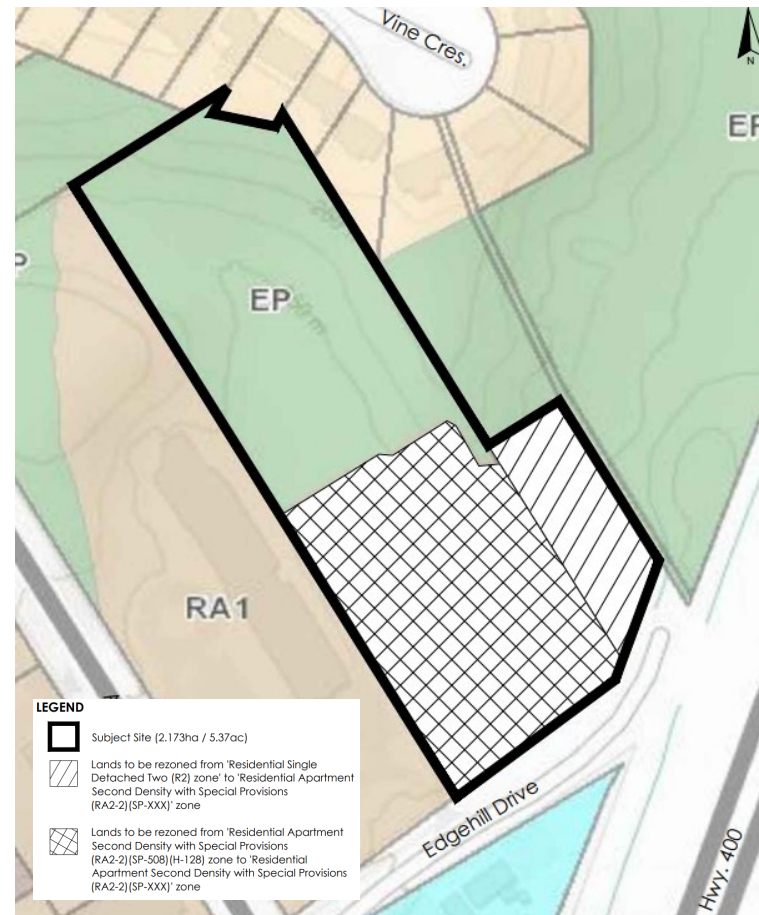 Vine Cres.
N
EP
EP
RA1
LEGEND
Subject Site (2.173ha / 5.37ac)
Lands to be rezoned from 'Residential Single
Detached Two (R2) zone' to 'Residential Apartment
Second Density with Special Provisions
(RA2-2)(SP-XXX)' zone
Lands to be rezoned from 'Residential Apartment
Second Density with Special Provisions
(RA2-2)(SP-508)(H-128) zone to 'Residential
Apartment Second Density with Special Provisions
(RA2-2)(SP-XXX)' zone
Edgehill Drive
Hwy. 400